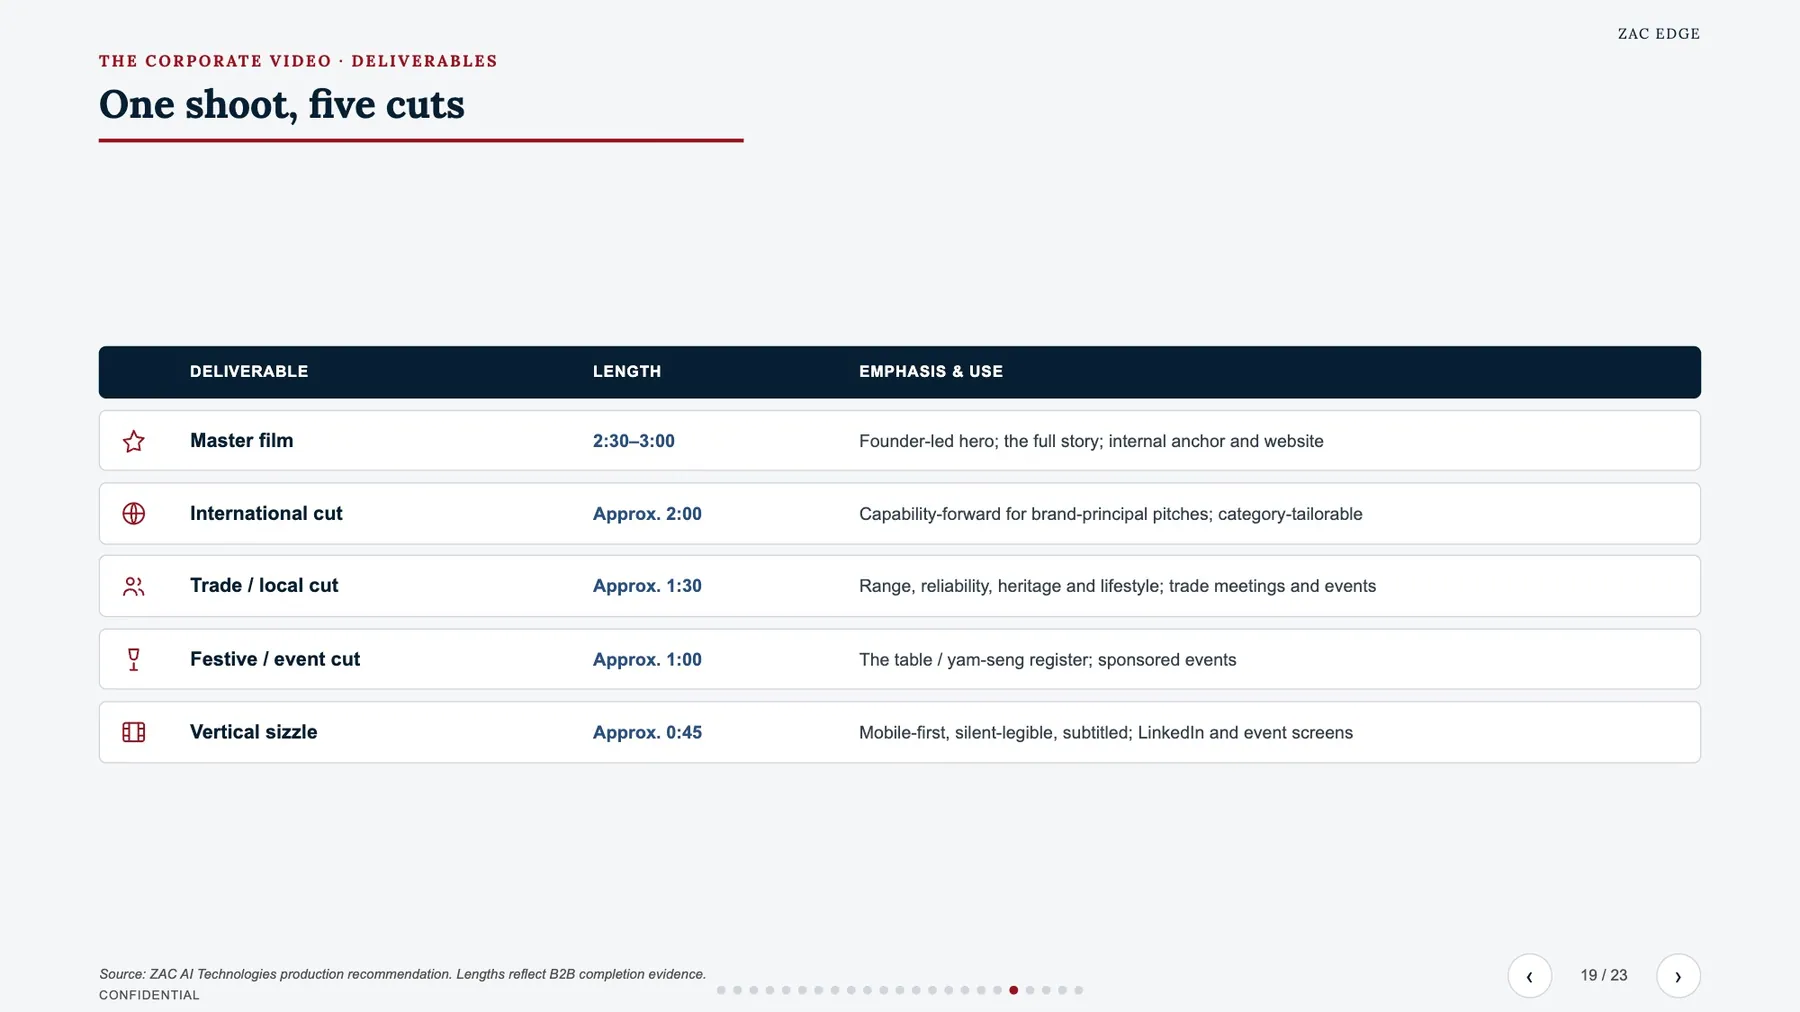 ZAC EDGE
THE CORPORATE VIDEO · DELIVERABLES
One shoot, five cuts
DELIVERABLE LENGTH EMPHASIS & USE
Master film 2:30–3:00 Founder-led hero; the full story; internal anchor and website
International cut Approx. 2:00 Capability-forward for brand-principal pitches; category-tailorable
Trade / local cut Approx. 1:30 Range, reliability, heritage and lifestyle; trade meetings and events
Festive / event cut Approx. 1:00 The table / yam-seng register; sponsored events
Vertical sizzle Approx. 0:45 Mobile-first, silent-legible, subtitled; LinkedIn and event screens
Source: ZAC AI Technologies production recommendation. Lengths reflect B2B completion evidence.
CONFIDENTIAL
‹ 19 / 23 ›